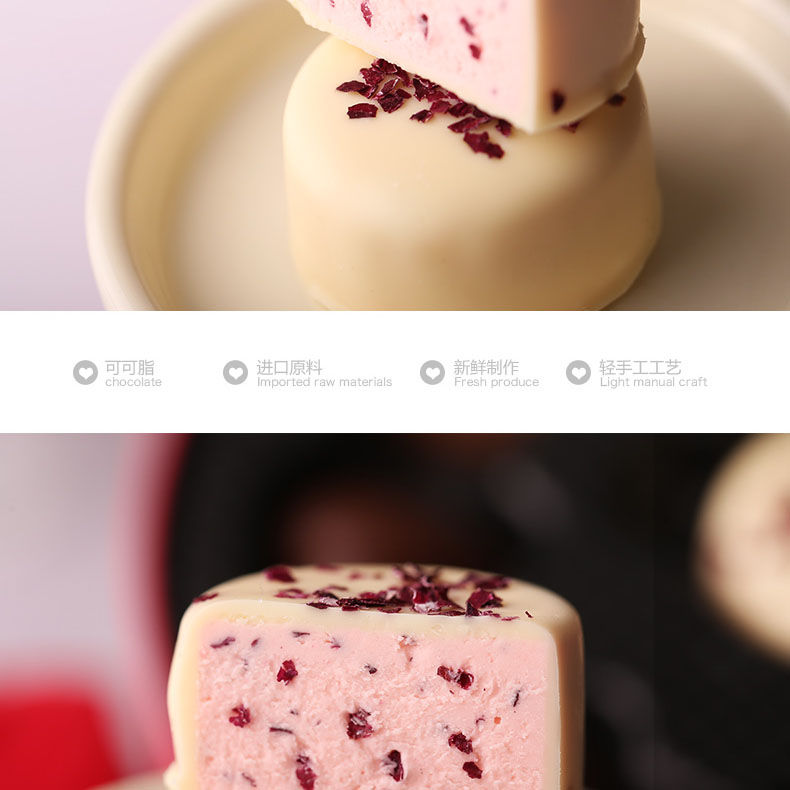 可可脂
chocolate
进口原料
Imported raw materials
新鲜制作
Fresh produce
轻手工工艺
Light manual craft